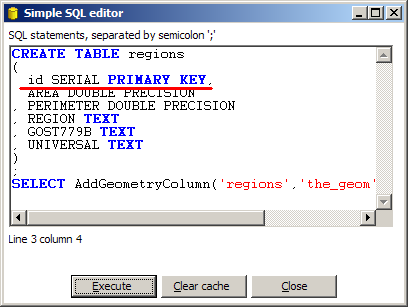 Simple SQL editor
SQL statements, separated by semicolon ';'
CREATE TABLE regions
(
id SERIAL PRIMARY KEY,
AREA DOUBLE PRECISION
, PERIMETER DOUBLE PRECISION
, REGION TEXT
, GOST779B TEXT
, UNIVERSAL TEXT
)
;
SELECT AddGeometryColumn('regions','the_geom'
Line 3 column 4
Execute Clear cache Close